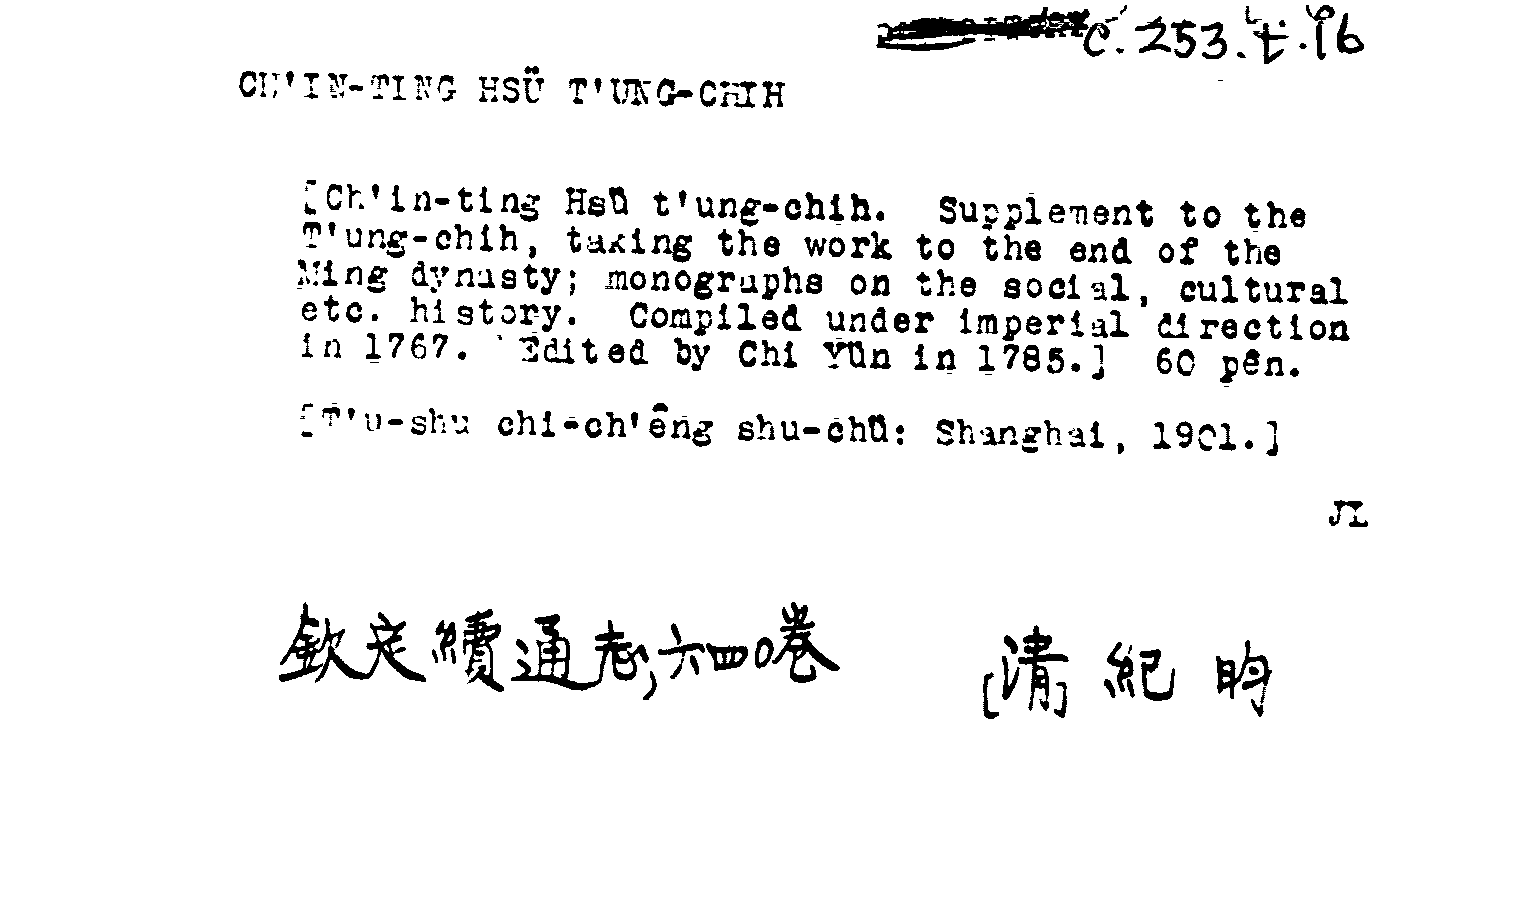 C.253.t.16
CH'IN-TING HSÜ T'UNG-CHIH
[Ch'in-ting Hsü t'ung-chih. Supplement to the
T'ung-chih, taking the work to the end of the
Ming dynasty; monographs on the social, cultural
etc. history. Compiled under imperial direction
in 1767. Edited by Chi Yün in 1785.] 60 pên.
[T'u-shu chi-ch'êng shu-chü: Shanghai, 1901.]
JL
欽定續通志,六四〇卷 [清]紀昀